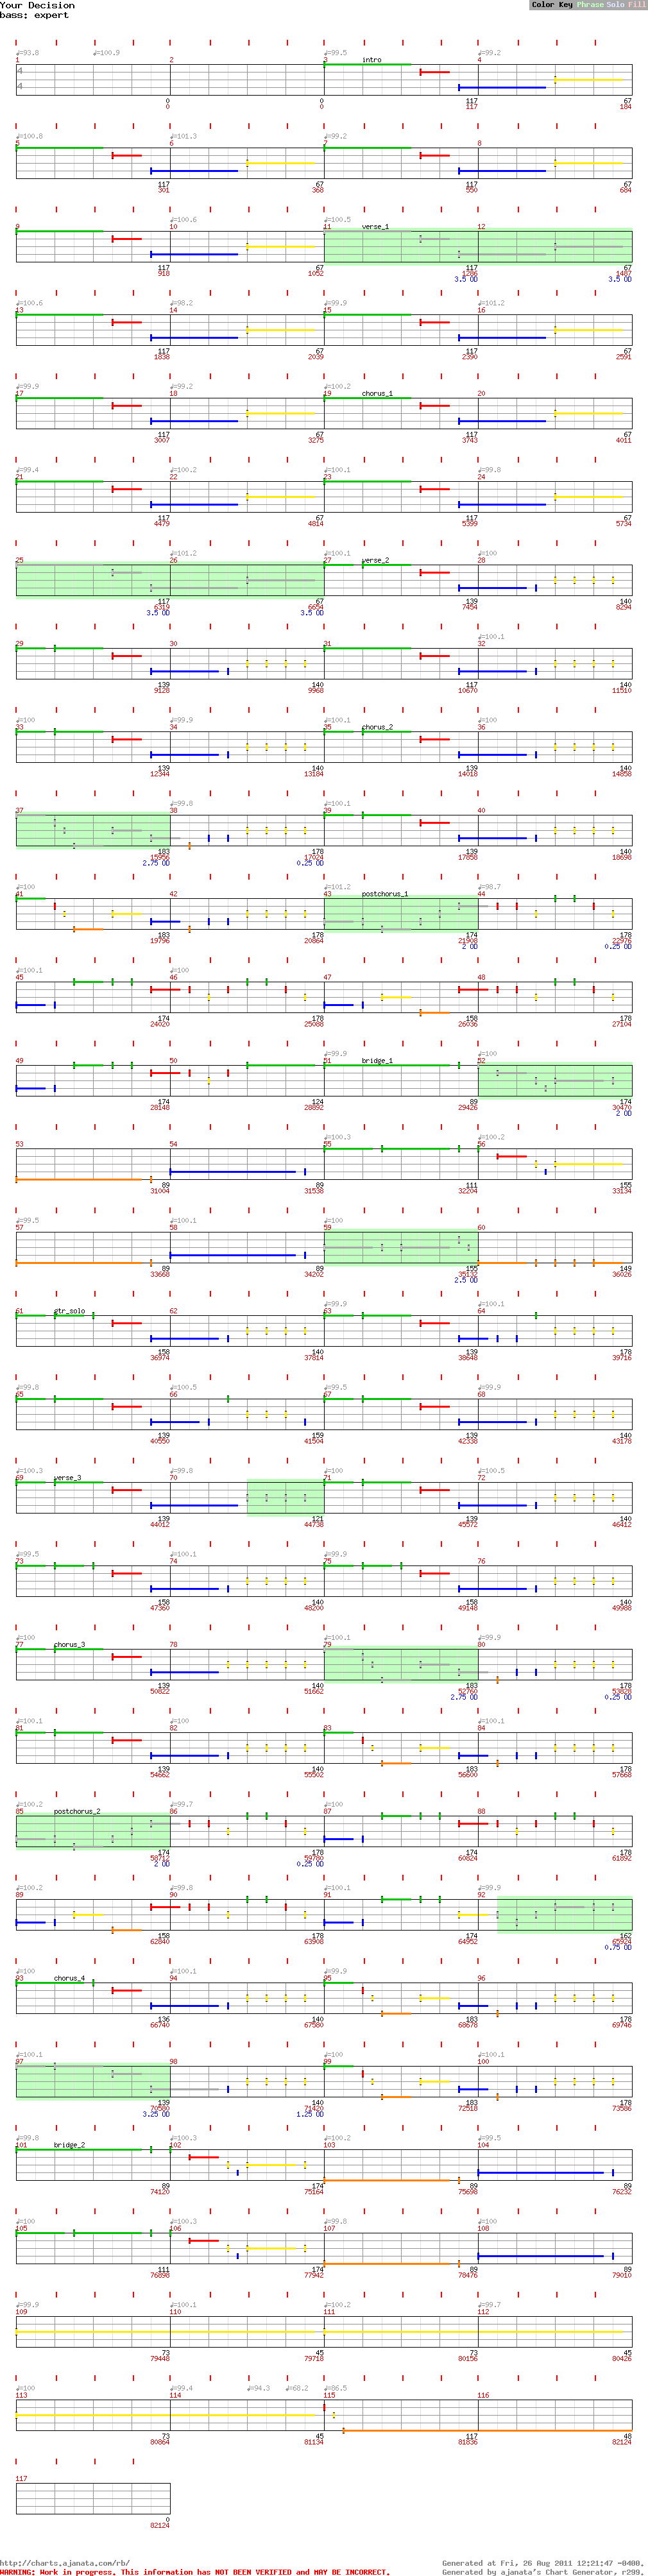 Your Decision
bass: expert
Color Key Phrase Solo Fill
♩=93.8 ♩=100.9 ♩=99.5 ♩=99.2
1 2 3 intro 4
4
4
0 0 117 67
0 0 117 184
♩=100.8 ♩=101.3 ♩=99.2
5 6 7 8
117 67 117 67
301 368 550 684
♩=100.6 ♩=100.5
9 10 11 verse_1 12
117 67 117 67
918 1052 1286 1487
3.5 OD 3.5 OD
♩=100.6 ♩=98.2 ♩=99.9 ♩=101.2
13 14 15 16
117 67 117 67
1838 2039 2390 2591
♩=99.9 ♩=99.2 ♩=100.2
17 18 19 chorus_1 20
117 67 117 67
3007 3275 3743 4011
♩=99.4 ♩=100.2 ♩=100.1 ♩=99.8
21 22 23 24
117 67 117 67
4479 4814 5399 5734
♩=101.2 ♩=100.1 ♩=100
25 26 27 verse_2 28
117 67 139 140
6319 6654 7454 8294
3.5 OD 3.5 OD
♩=100.1
29 30 31 32
139 140 117 140
9128 9968 10670 11510
♩=100 ♩=99.9 ♩=100.1 ♩=100
33 34 35 chorus_2 36
139 140 139 140
12344 13184 14018 14858
♩=99.8 ♩=100.1
37 38 39 40
183 178 139 140
15956 17024 17858 18698
2.75 OD 0.25 OD
♩=100 ♩=101.2 ♩=98.7
41 42 43 postchorus_1 44
183 178 174 178
19796 20864 21908 22976
2 OD 0.25 OD
♩=100.1 ♩=100
45 46 47 48
174 178 158 178
24020 25088 26036 27104
♩=99.9 ♩=100
49 50 51 bridge_1 52
174 124 89 174
28148 28892 29426 30470
2 OD
♩=100.3 ♩=100.2
53 54 55 56
89 89 111 155
31004 31538 32204 33134
♩=99.5 ♩=100.1 ♩=100
57 58 59 60
89 89 155 149
33668 34202 35132 36026
2.5 OD
♩=99.9 ♩=100.1
61 gtr_solo 62 63 64
158 140 139 178
36974 37814 38648 39716
♩=99.8 ♩=100.5 ♩=99.5 ♩=99.9
65 66 67 68
139 159 139 140
40550 41504 42338 43178
♩=100.3 ♩=99.8 ♩=100 ♩=100.5
69 verse_3 70 71 72
139 121 139 140
44012 44738 45572 46412
♩=99.5 ♩=100.1 ♩=99.9
73 74 75 76
158 140 158 140
47360 48200 49148 49988
♩=100 ♩=100.1 ♩=99.9
77 chorus_3 78 79 80
139 140 183 178
50822 51662 52760 53828
2.75 OD 0.25 OD
♩=100.1 ♩=100 ♩=100.1
81 82 83 84
139 140 183 178
54662 55502 56600 57668
♩=100.2 ♩=99.7 ♩=100
85 postchorus_2 86 87 88
174 178 174 178
58712 59780 60824 61892
2 OD 0.25 OD
♩=100.2 ♩=99.8 ♩=100.1 ♩=99.9
89 90 91 92
158 178 174 162
62840 63908 64952 65924
0.75 OD
♩=100 ♩=100.1 ♩=99.9
93 chorus_4 94 95 96
136 140 183 178
66740 67580 68678 69746
♩=100.1 ♩=100 ♩=100.1
97 98 99 100
139 140 183 178
70580 71420 72518 73586
3.25 OD 1.25 OD
♩=99.8 ♩=100.3 ♩=100.2 ♩=99.5
101 bridge_2 102 103 104
89 174 89 89
74120 75164 75698 76232
♩=100 ♩=100.3 ♩=99.8 ♩=100
105 106 107 108
111 174 89 89
76898 77942 78476 79010
♩=99.9 ♩=100.1 ♩=100.2 ♩=99.7
109 110 111 112
73 45 73 45
79448 79718 80156 80426
♩=100 ♩=99.4 ♩=94.3 ♩=68.2 ♩=86.5
113 114 115 116
73 45 117 48
80864 81134 81836 82124
117
0
82124
http://charts.ajanata.com/rb/
Generated at Fri, 26 Aug 2011 12:21:47 -0400.
WARNING: Work in progress. This information has NOT BEEN VERIFIED and MAY BE INCORRECT.
Generated by ajanata's Chart Generator, r299.